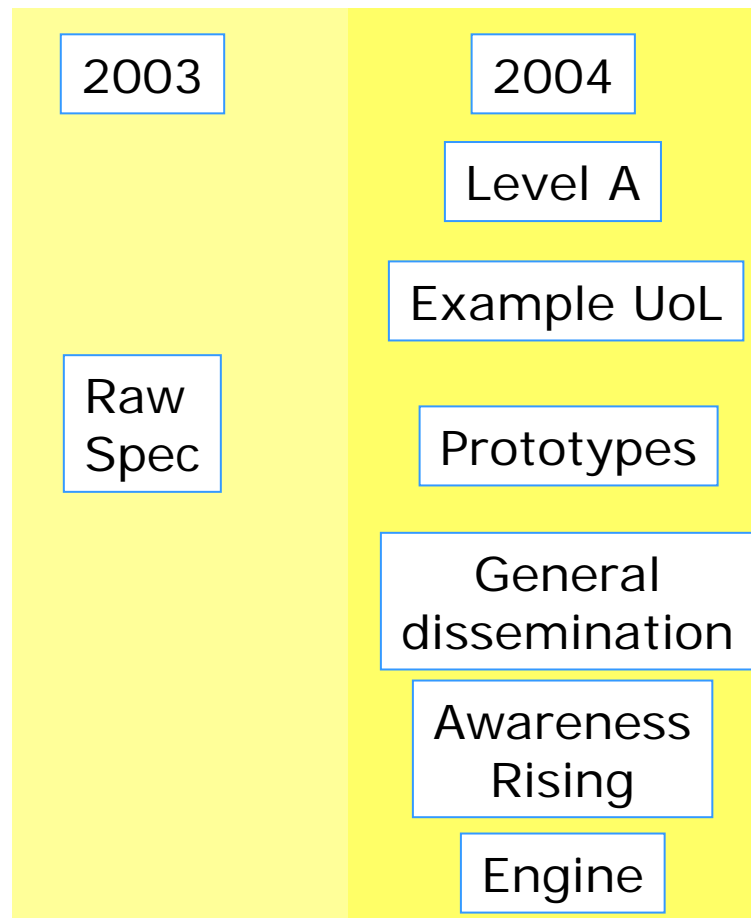 2003
Raw
Spec
2004
Level A
Example UoL
Prototypes
General
dissemination
Awareness
Rising
Engine